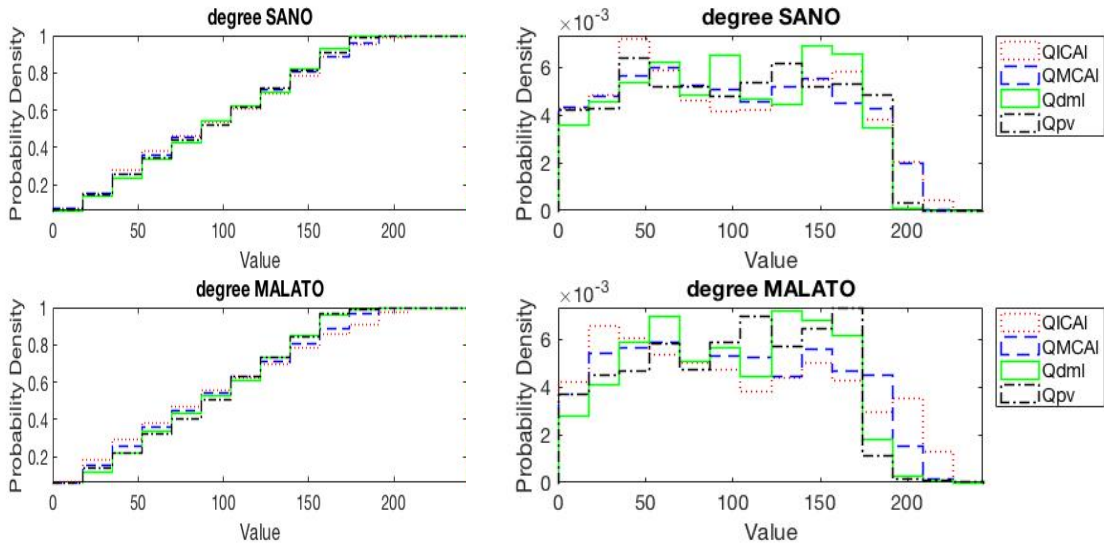 degree SANO
Probability Density
1
0.8
0.6
0.4
0.2
0 50 100 150 200
Value
degree SANO
×10⁻³
Probability Density
6
4
2
0
0 50 100 150 200
Value
QICAI
QMCAI
Qdml
Qpv
degree MALATO
Probability Density
1
0.8
0.6
0.4
0.2
0 50 100 150 200
Value
degree MALATO
×10⁻³
Probability Density
6
4
2
0
0 50 100 150 200
Value
QICAI
QMCAI
Qdml
Qpv